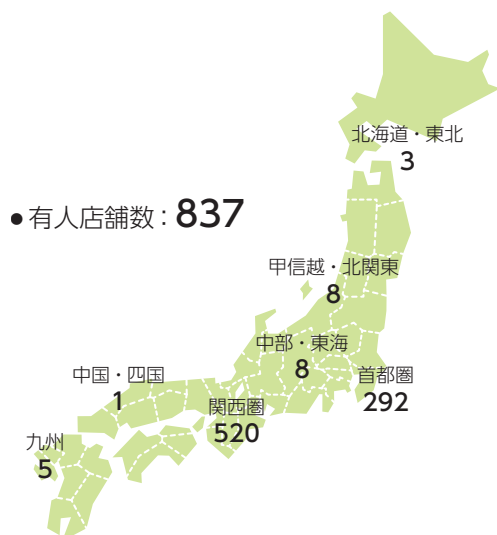 北海道・東北
3
● 有人店舗数：837
甲信越・北関東
8
中部・東海
8
中国・四国
1
首都圏
292
関西圏
520
九州
5